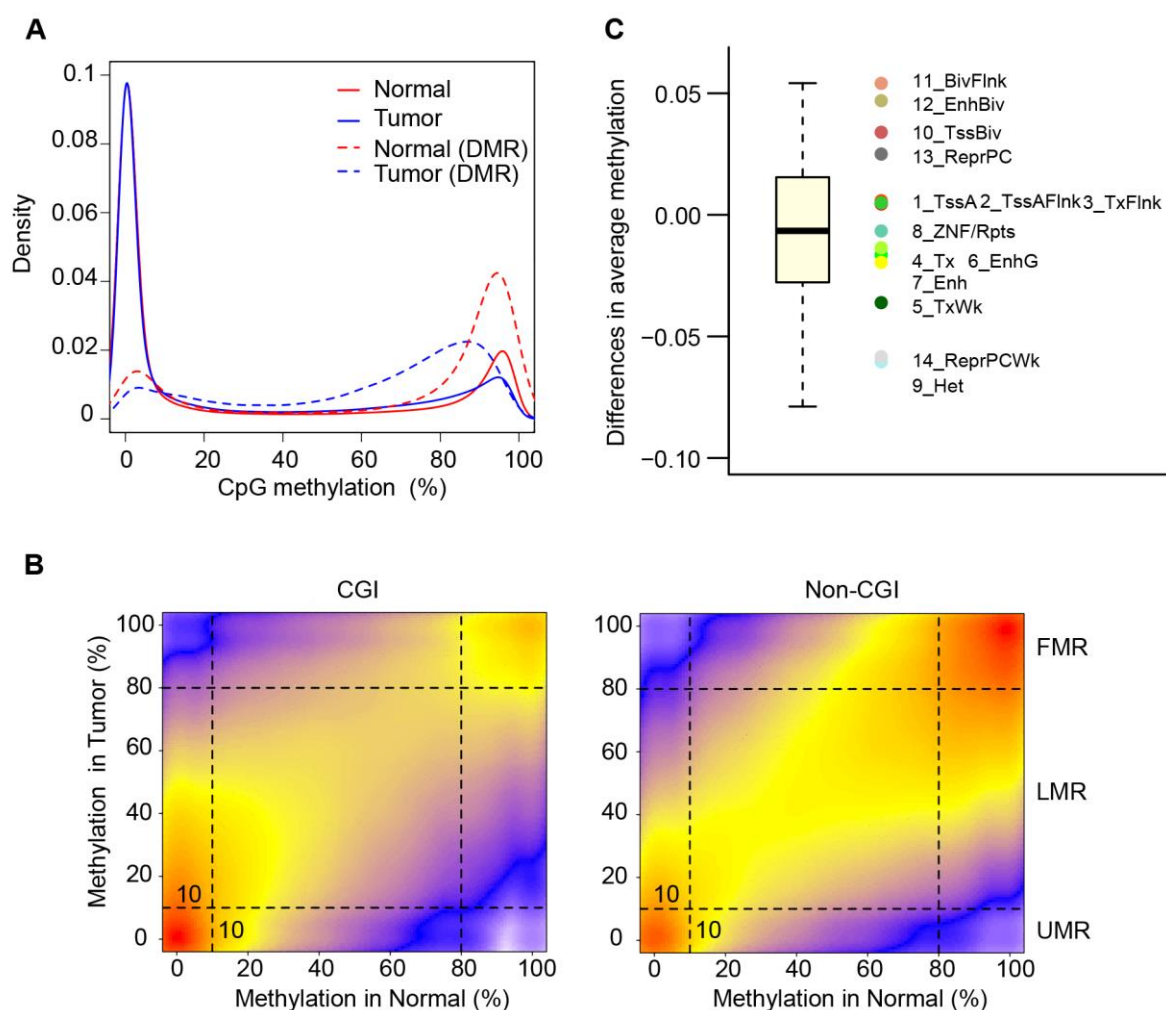 A
0.1
0.08
0.06
0.04
0.02
0
Density
0 20 40 60 80 100
CpG methylation (%)
Normal
Tumor
Normal (DMR)
Tumor (DMR)
C
Differences in average methylation
0.05
0.00
−0.05
−0.10
11_BivFlnk
12_EnhBiv
10_TssBiv
13_ReprPC
1_TssA 2_TssAFlnk 3_TxFlnk
8_ZNF/Rpts
4_Tx 6_EnhG
7_Enh
5_TxWk
14_ReprPCWk
9_Het
B
CGI
Methylation in Tumor (%)
100
80
60
40
20
0
10
10
0 20 40 60 80 100
Methylation in Normal (%)
Non-CGI
100
80
60
40
20
0
10
10
0 20 40 60 80 100
Methylation in Normal (%)
FMR
LMR
UMR